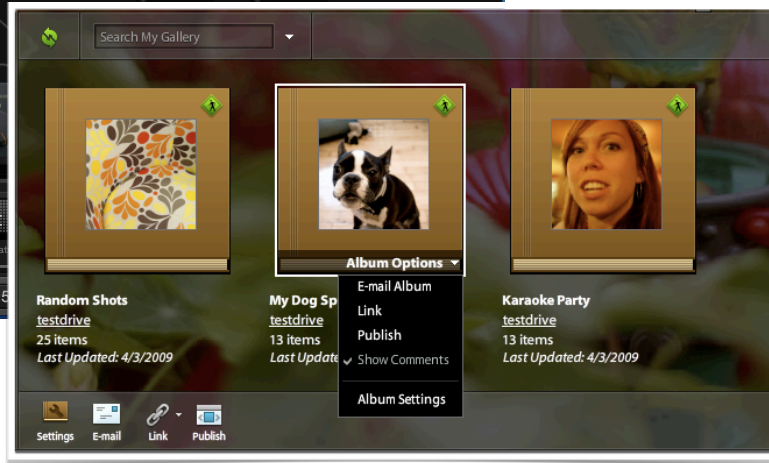 Search My Gallery
Album Options
E-mail Album
Link
Publish
Show Comments
Album Settings
Random Shots
testdrive
25 items
Last Updated: 4/3/2009
My Dog
testdrive
13 items
Last
Karaoke Party
testdrive
13 items
Last Updated: 4/3/2009
Settings
E-mail
Link
Publish